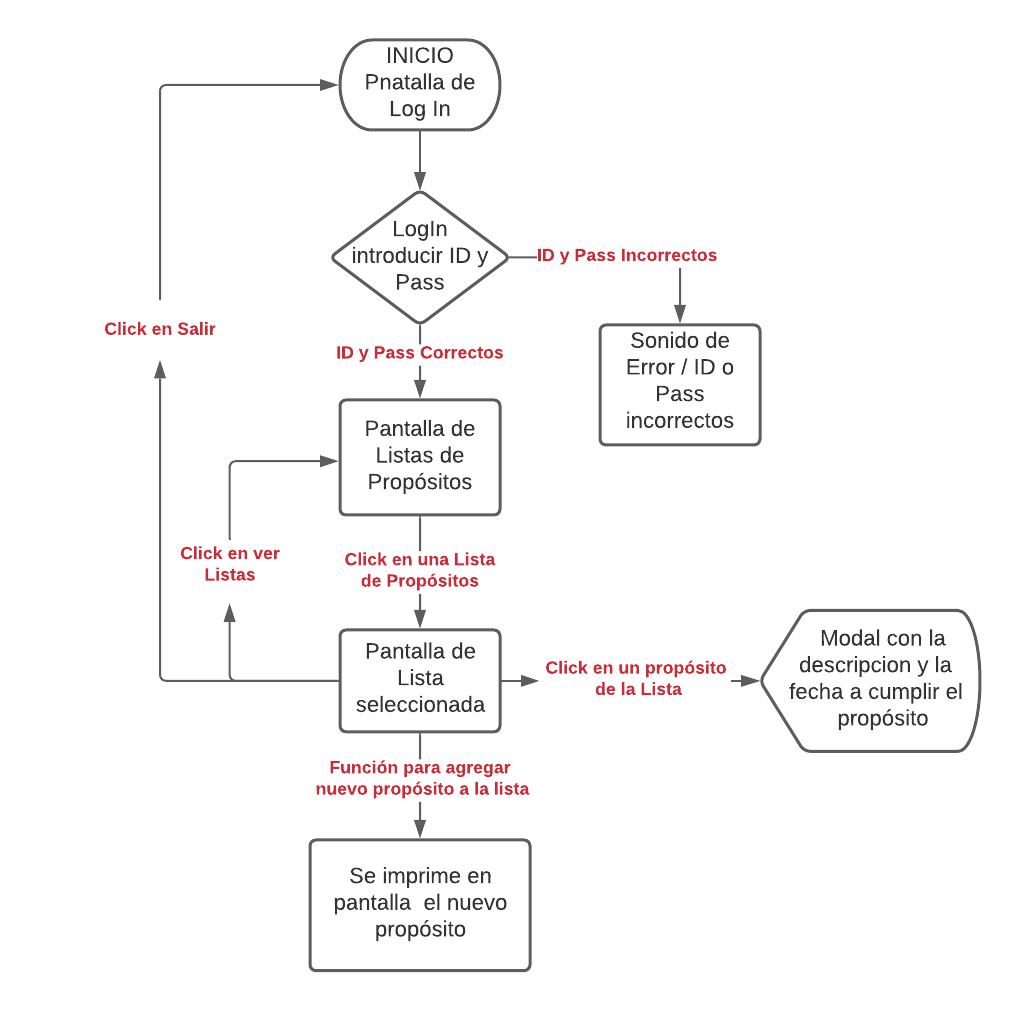 INICIO
Pnatalla de
Log In
LogIn
introducir ID y
Pass
ID y Pass Incorrectos
Sonido de
Error / ID o
Pass
incorrectos
Click en Salir
ID y Pass Correctos
Pantalla de
Listas de
Propósitos
Click en ver
Listas
Click en una Lista
de Propósitos
Pantalla de
Lista
seleccionada
Click en un propósito
de la Lista
Modal con la
descripcion y la
fecha a cumplir el
propósito
Función para agregar
nuevo propósito a la lista
Se imprime en
pantalla  el nuevo
propósito